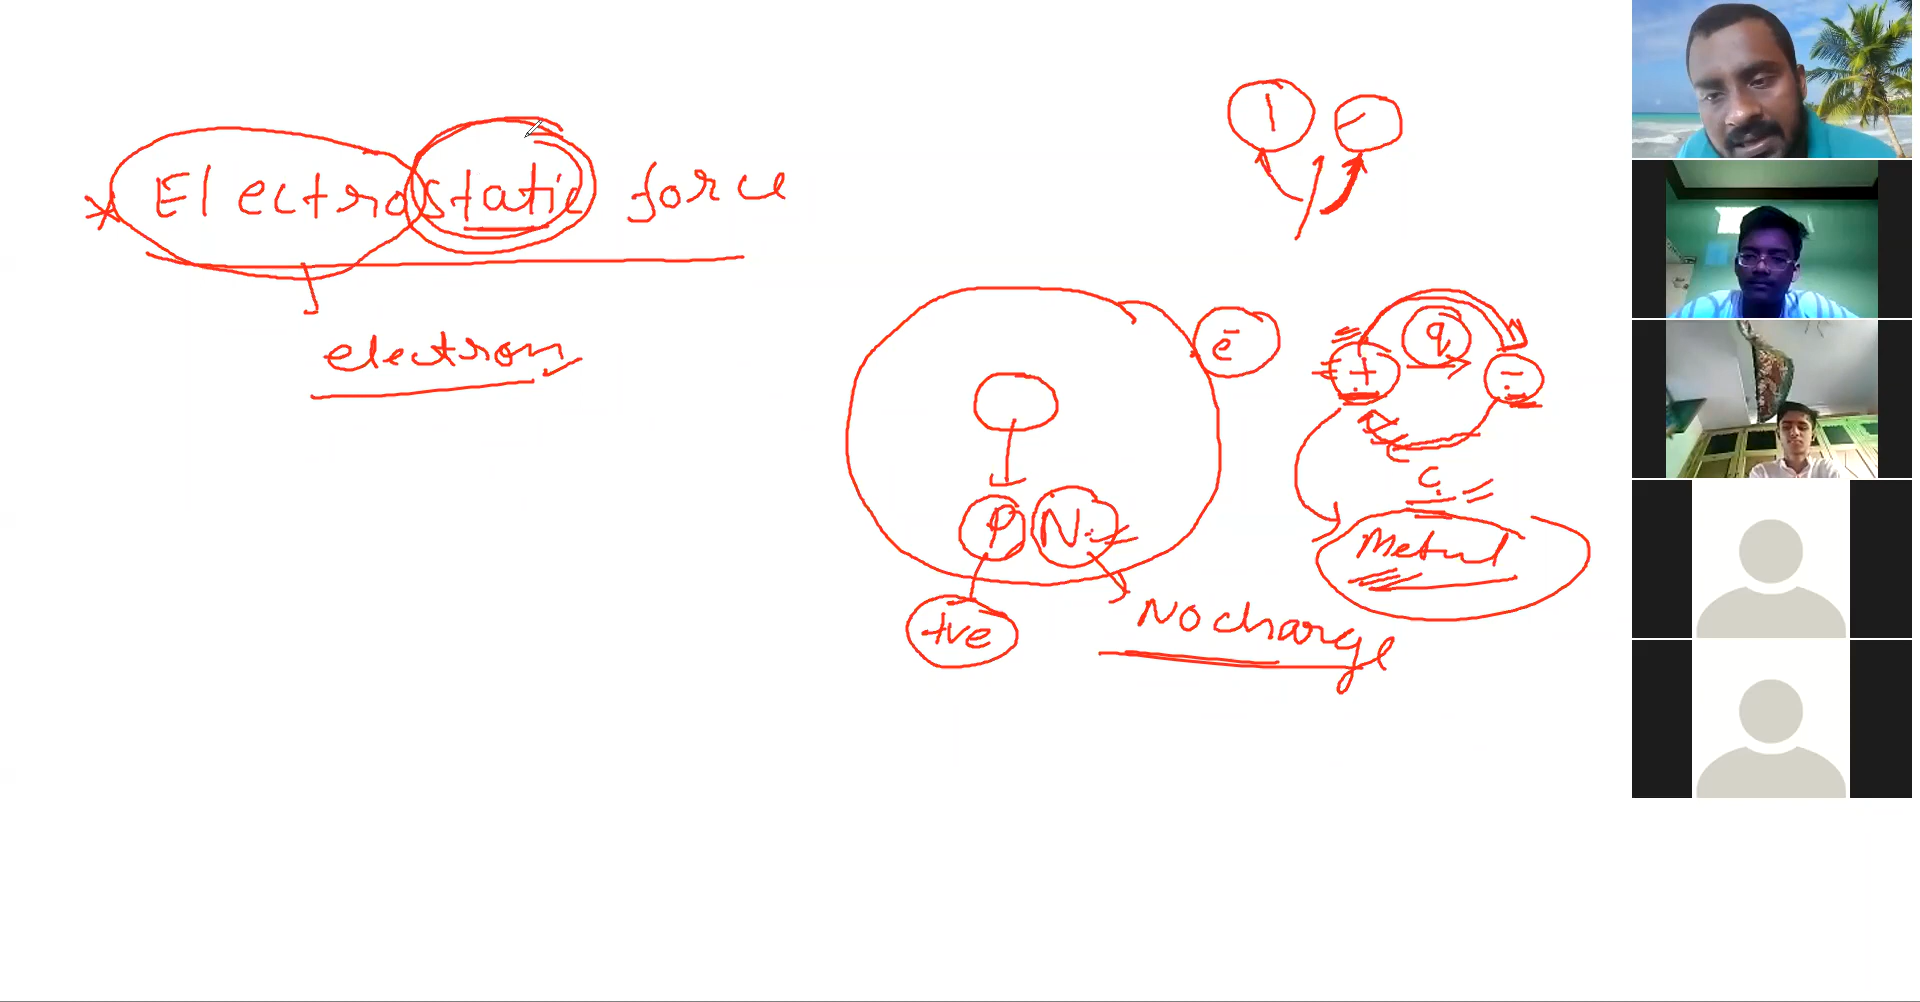 * Electrostatic force
electron
e-
q
+ -
C
P N
Metal
+ve
No charge